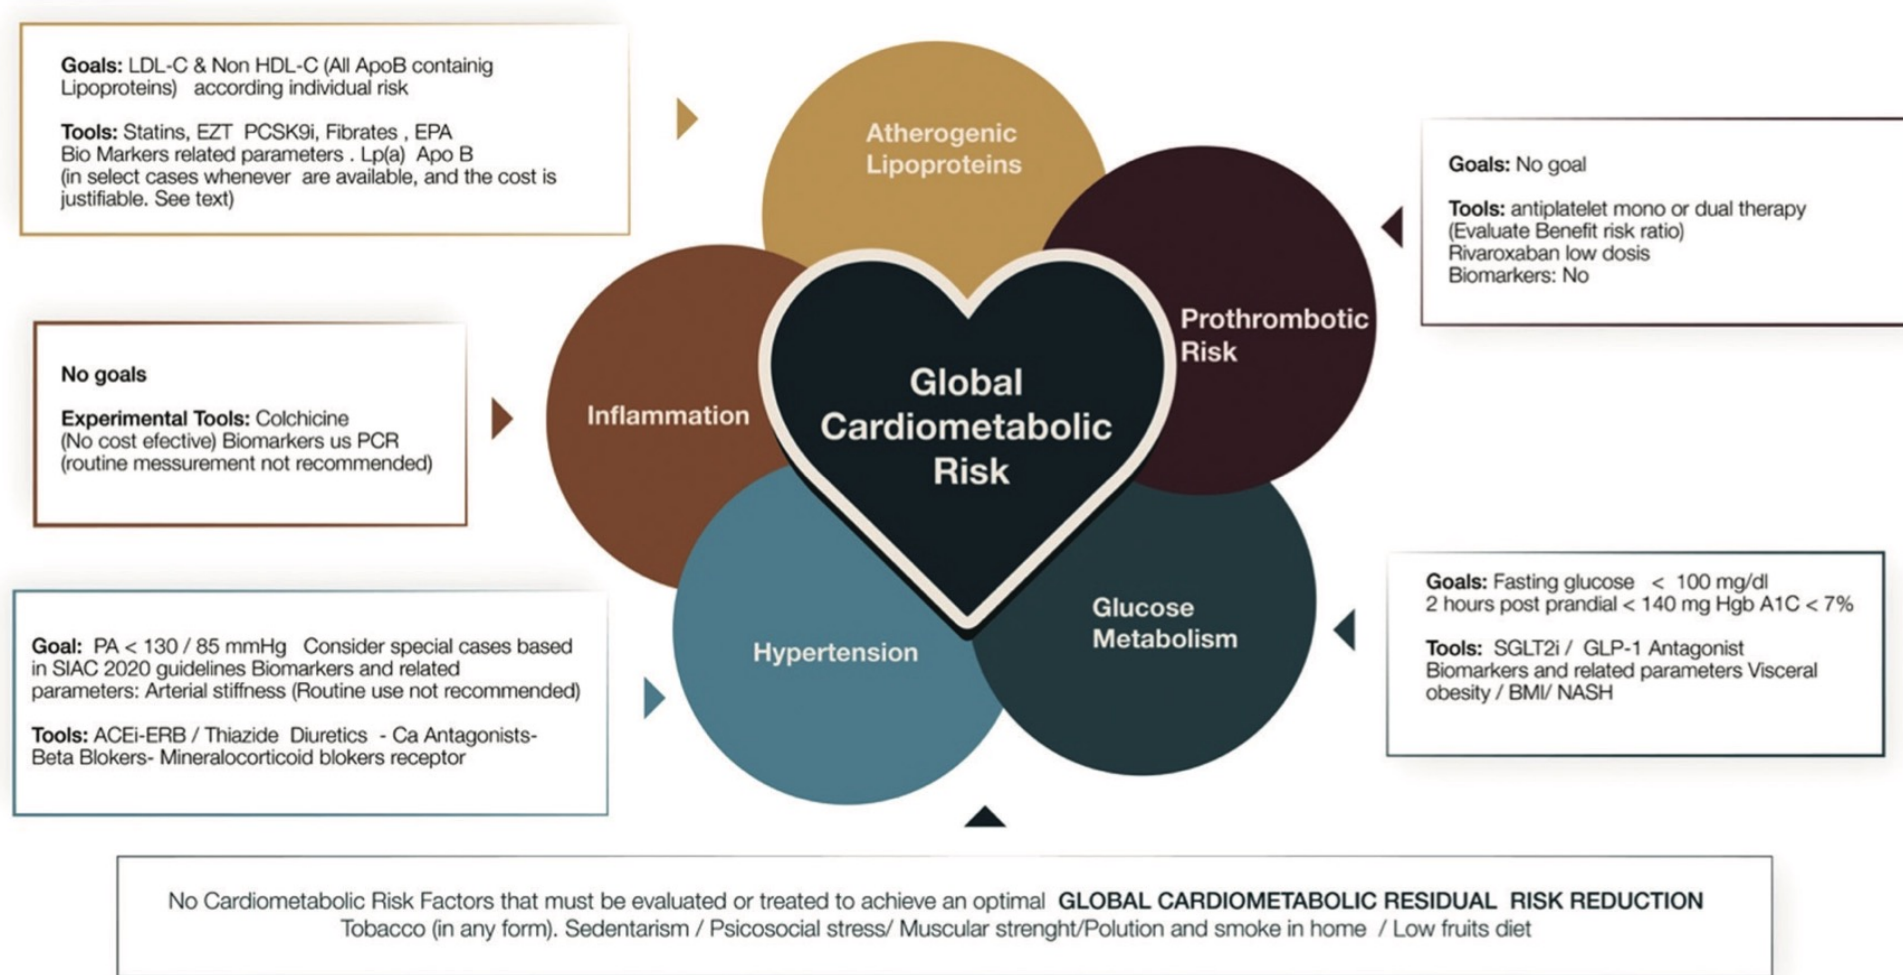 Goals: LDL-C & Non HDL-C (All ApoB containig
Lipoproteins) according individual risk
Tools: Statins, EZT PCSK9i, Fibrates , EPA
Bio Markers related parameters . Lp(a) Apo B
(in select cases whenever are available, and the cost is
justifiable. See text)
Atherogenic
Lipoproteins
Goals: No goal
Tools: antiplatelet mono or dual therapy
(Evaluate Benefit risk ratio)
Rivaroxaban low dosis
Biomarkers: No
Prothrombotic
Risk
No goals
Experimental Tools: Colchicine
(No cost efective) Biomarkers us PCR
(routine messurement not recommended)
Inflammation
Global
Cardiometabolic
Risk
Goal: PA < 130 / 85 mmHg Consider special cases based
in SIAC 2020 guidelines Biomarkers and related
parameters: Arterial stiffness (Routine use not recommended)
Tools: ACEi-ERB / Thiazide Diuretics - Ca Antagonists-
Beta Blokers- Mineralocorticoid blokers receptor
Hypertension
Glucose
Metabolism
Goals: Fasting glucose < 100 mg/dl
2 hours post prandial < 140 mg Hgb A1C < 7%
Tools: SGLT2i / GLP-1 Antagonist
Biomarkers and related parameters Visceral
obesity / BMI/ NASH
No Cardiometabolic Risk Factors that must be evaluated or treated to achieve an optimal GLOBAL CARDIOMETABOLIC RESIDUAL RISK REDUCTION
Tobacco (in any form). Sedentarism / Psicosocial stress/ Muscular strenght/Polution and smoke in home / Low fruits diet